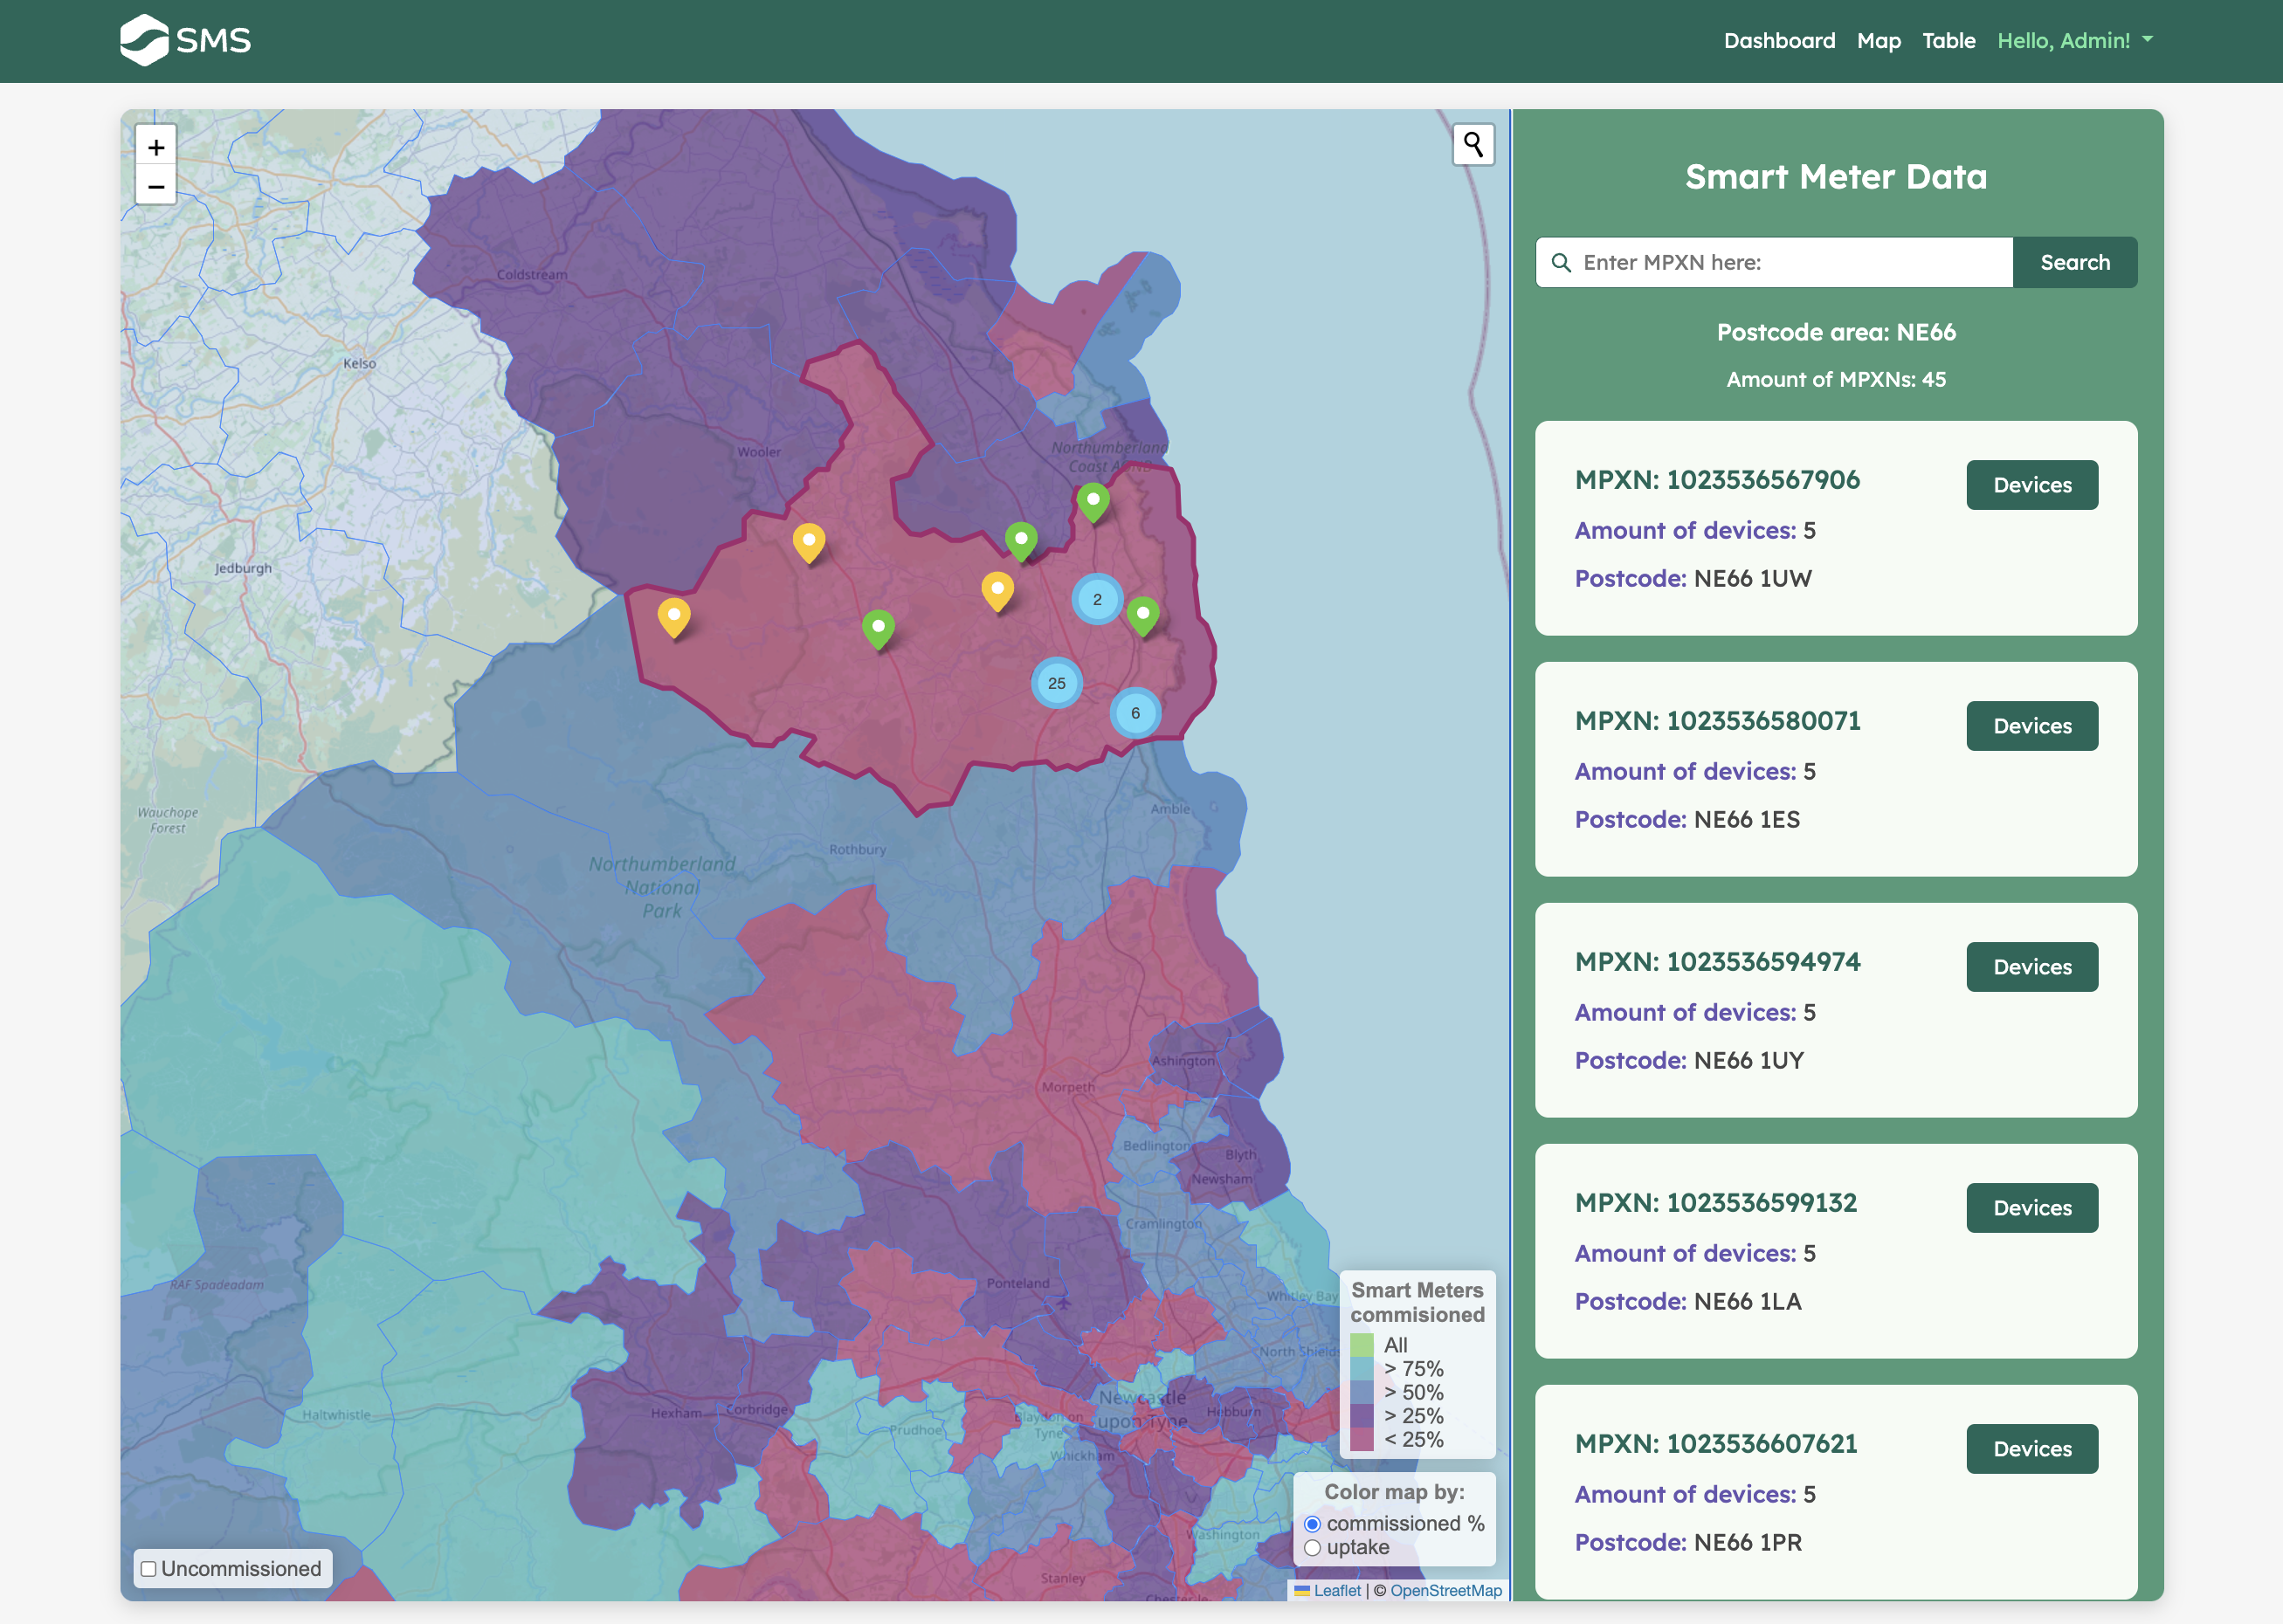 SMS
Dashboard
Map
Table
Hello, Admin!
+
−
Coldstream
Kelso
Wooler
Northumberland
Jedburgh
2
25
6
Wauchope
Forest
Amble
Rothbury
Northumberland
National
Park
Ashington
Morpeth
Bedlington
Blyth
Newsham
Cramlington
RAF Spadeadam
Ponteland
Whitley Bay
North Shields
Newcastle
upon Tyne
Hebburn
Haltwhistle
Hexham
Corbridge
Prudhoe
Blaydon on
Tyne
Whickham
Washington
Stanley
Smart Meters
commisioned
All
> 75%
> 50%
> 25%
< 25%
Color map by:
commissioned %
uptake
Uncommissioned
Leaflet | © OpenStreetMap
Smart Meter Data
Enter MPXN here:
Search
Postcode area: NE66
Amount of MPXNs: 45
MPXN: 1023536567906
Devices
Amount of devices: 5
Postcode: NE66 1UW
MPXN: 1023536580071
Devices
Amount of devices: 5
Postcode: NE66 1ES
MPXN: 1023536594974
Devices
Amount of devices: 5
Postcode: NE66 1UY
MPXN: 1023536599132
Devices
Amount of devices: 5
Postcode: NE66 1LA
MPXN: 1023536607621
Devices
Amount of devices: 5
Postcode: NE66 1PR